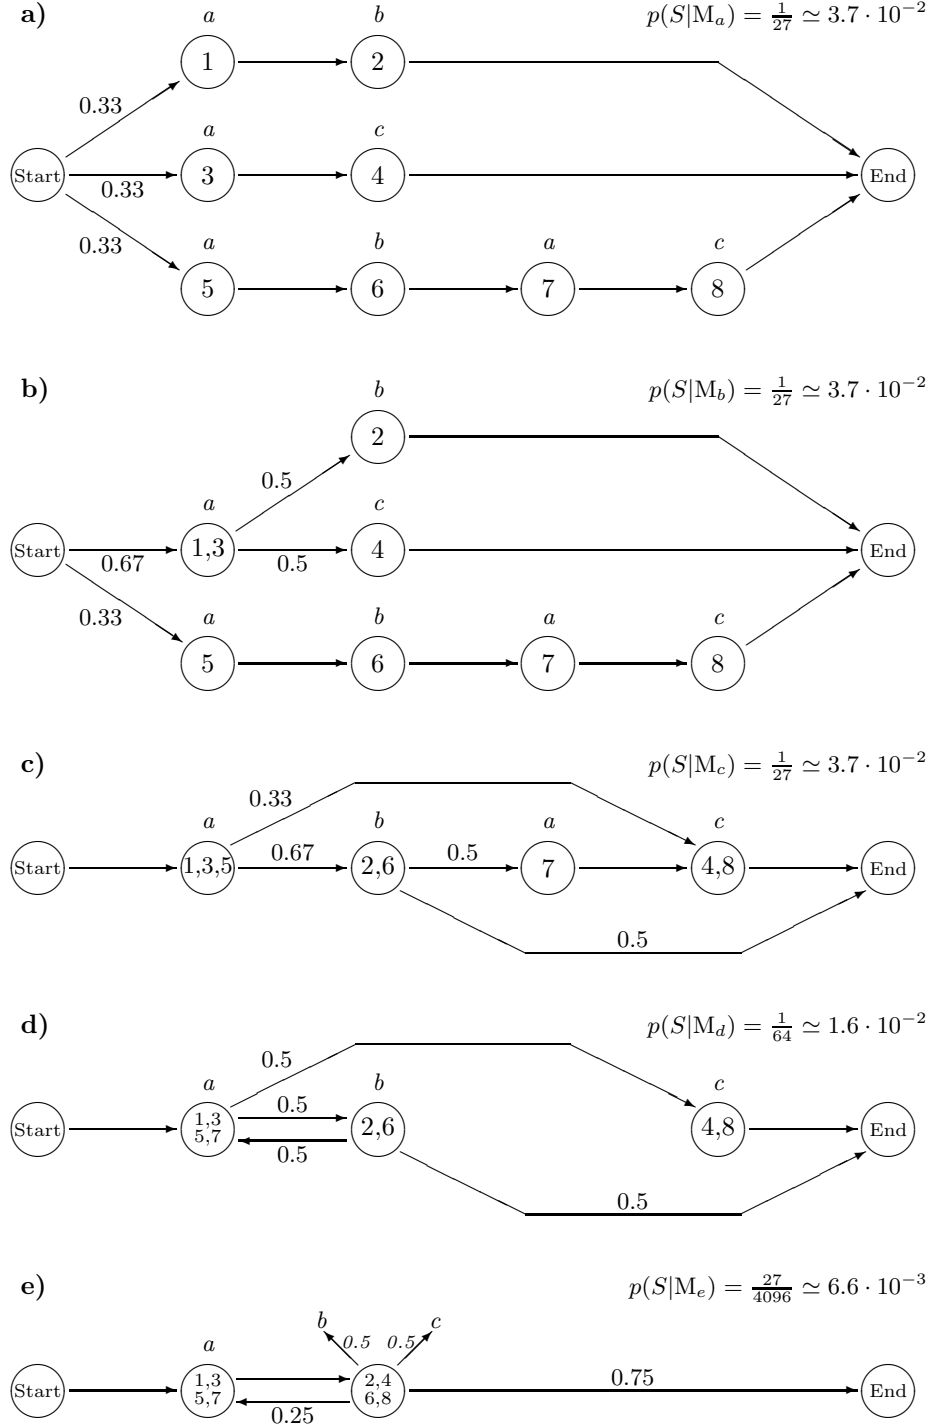 a) a b p(S|M_a) = 1/27 ≃ 3.7 · 10^−2
1 2
0.33
a c
Start 3 4 End
0.33
0.33
a b a c
5 6 7 8
b) b p(S|M_b) = 1/27 ≃ 3.7 · 10^−2
2
0.5
a c
Start 1,3 4 End
0.67 0.5
0.33
a b a c
5 6 7 8
c) p(S|M_c) = 1/27 ≃ 3.7 · 10^−2
0.33
a b a c
0.67 0.5
Start 1,3,5 2,6 7 4,8 End
0.5
d) p(S|M_d) = 1/64 ≃ 1.6 · 10^−2
0.5
a b c
0.5
Start 1,3 5,7 2,6 4,8 End
0.5
0.5
e) p(S|M_e) = 27/4096 ≃ 6.6 · 10^−3
b c
a 0.5 0.5
0.75
Start 1,3 5,7 2,4 6,8 End
0.25